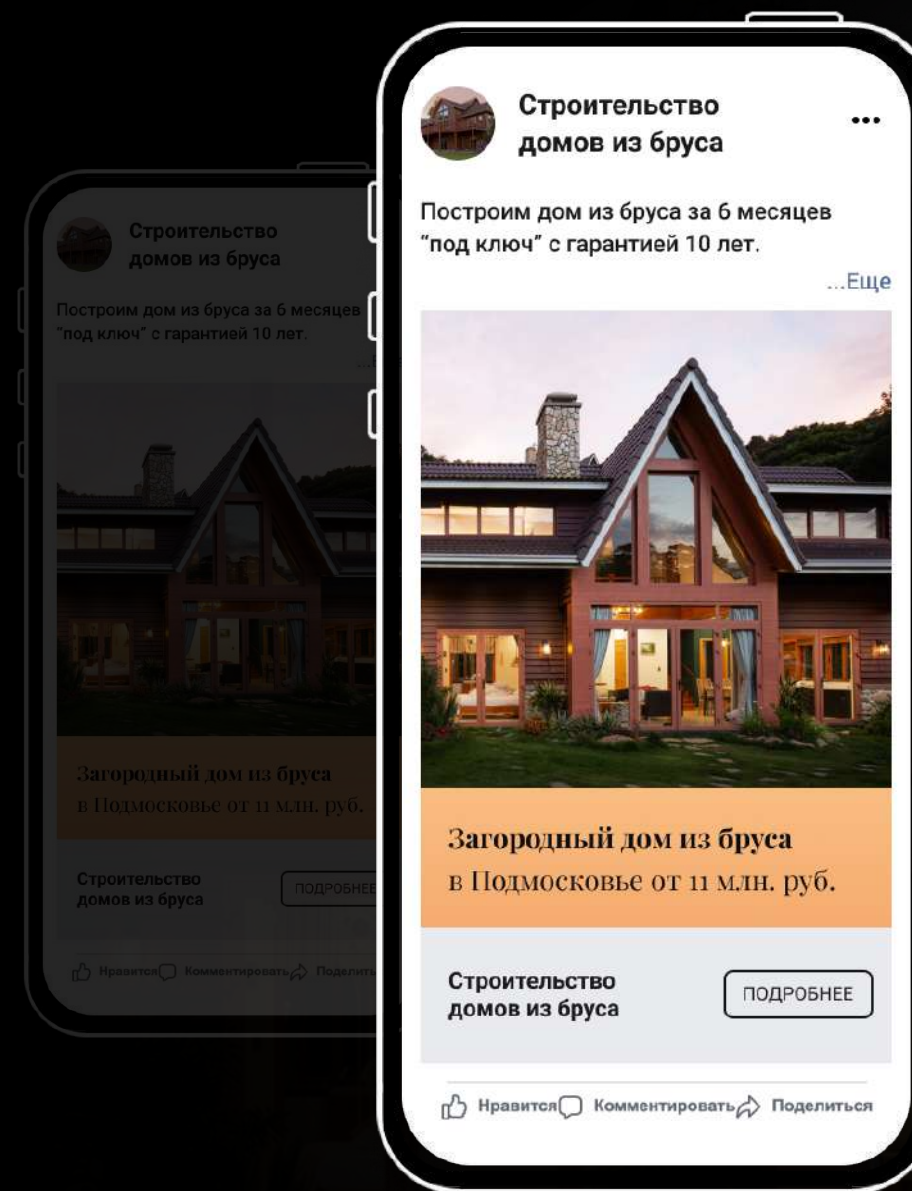 Строительство
домов из бруса
Построим дом из бруса за 6 месяцев
“под ключ” с гарантией 10 лет.
...Еще
Загородный дом из бруса
в Подмосковье от 11 млн. руб.
Строительство
домов из бруса
ПОДРОБНЕЕ
Нравится
Комментировать
Поделиться
Строительство
домов из бруса
Построим дом из бруса за 6 месяцев
“под ключ” с гарантией 10 лет.
Загородный дом из бруса
в Подмосковье от 11 млн. руб.
Строительство
домов из бруса
ПОДРОБНЕЕ
Нравится
Комментировать